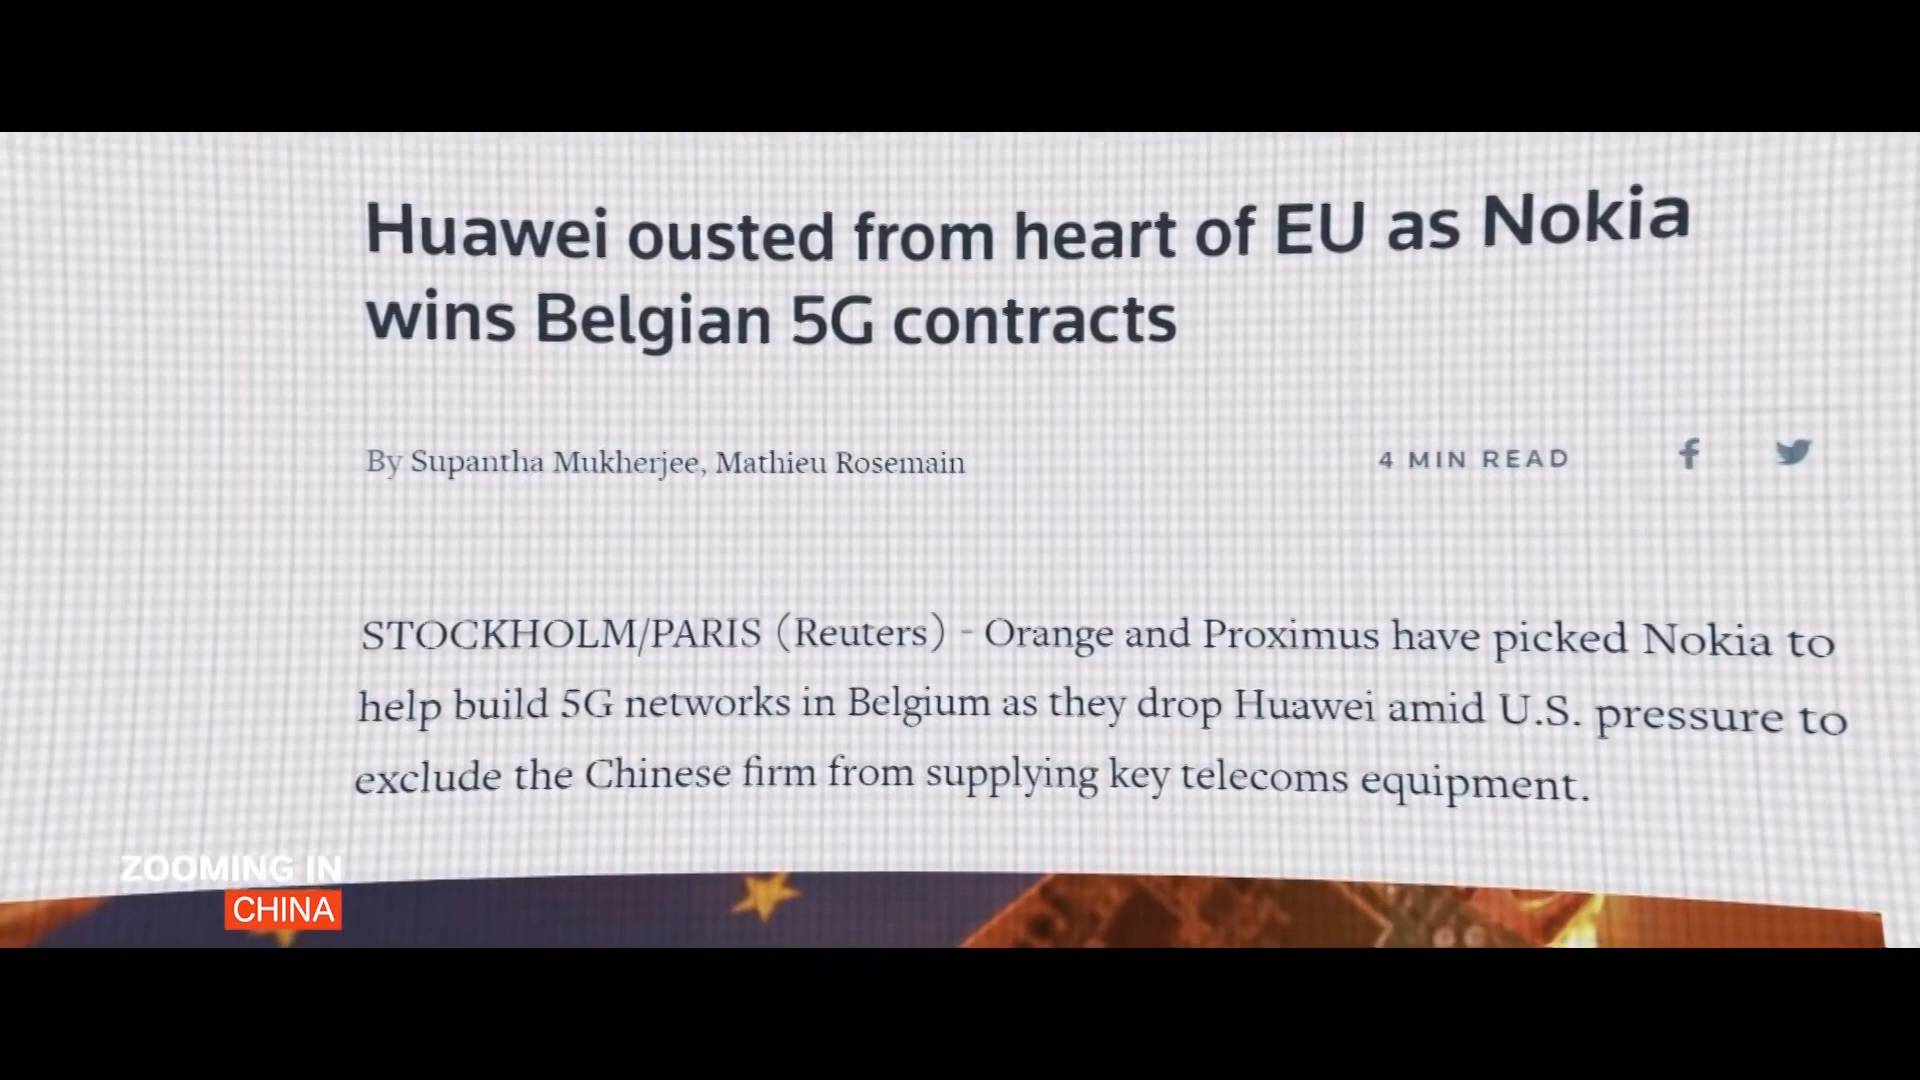 Huawei ousted from heart of EU as Nokia
wins Belgian 5G contracts
By Supantha Mukherjee, Mathieu Rosemain
4 MIN READ
STOCKHOLM/PARIS (Reuters) - Orange and Proximus have picked Nokia to
help build 5G networks in Belgium as they drop Huawei amid U.S. pressure to
exclude the Chinese firm from supplying key telecoms equipment.
ZOOMING IN
CHINA